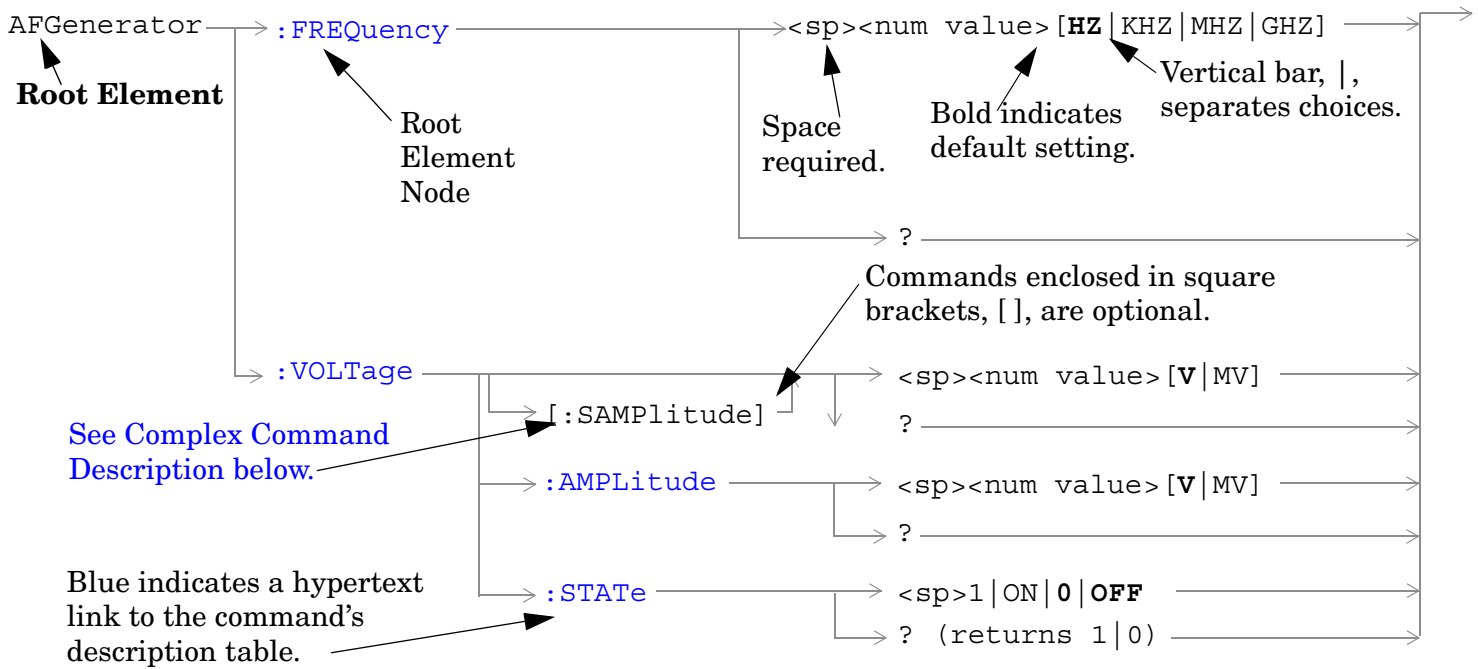 AFGenerator :FREQuency <sp><num value>[HZ|KHZ|MHZ|GHZ]
Root Element
Root
Element
Node
Space
required.
Bold indicates
default setting.
Vertical bar, |,
separates choices.
?
Commands enclosed in square
brackets, [ ], are optional.
:VOLTage <sp><num value>[V|MV]
[:SAMPlitude]
?
See Complex Command
Description below.
:AMPLitude <sp><num value>[V|MV]
?
Blue indicates a hypertext
link to the command's
description table.
:STATe <sp>1|ON|0|OFF
? (returns 1|0)